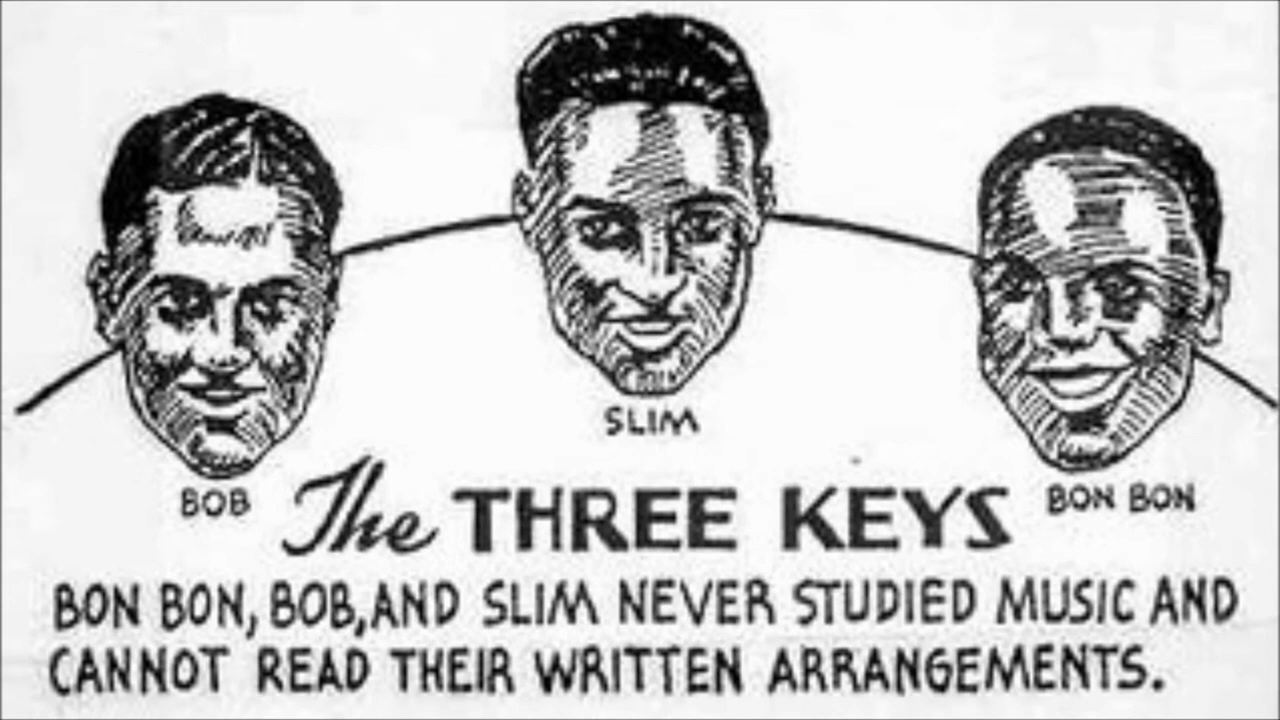 SLIM
BOB
BON BON
The THREE KEYS
BON BON, BOB, AND SLIM NEVER STUDIED MUSIC AND
CANNOT READ THEIR WRITTEN ARRANGEMENTS.